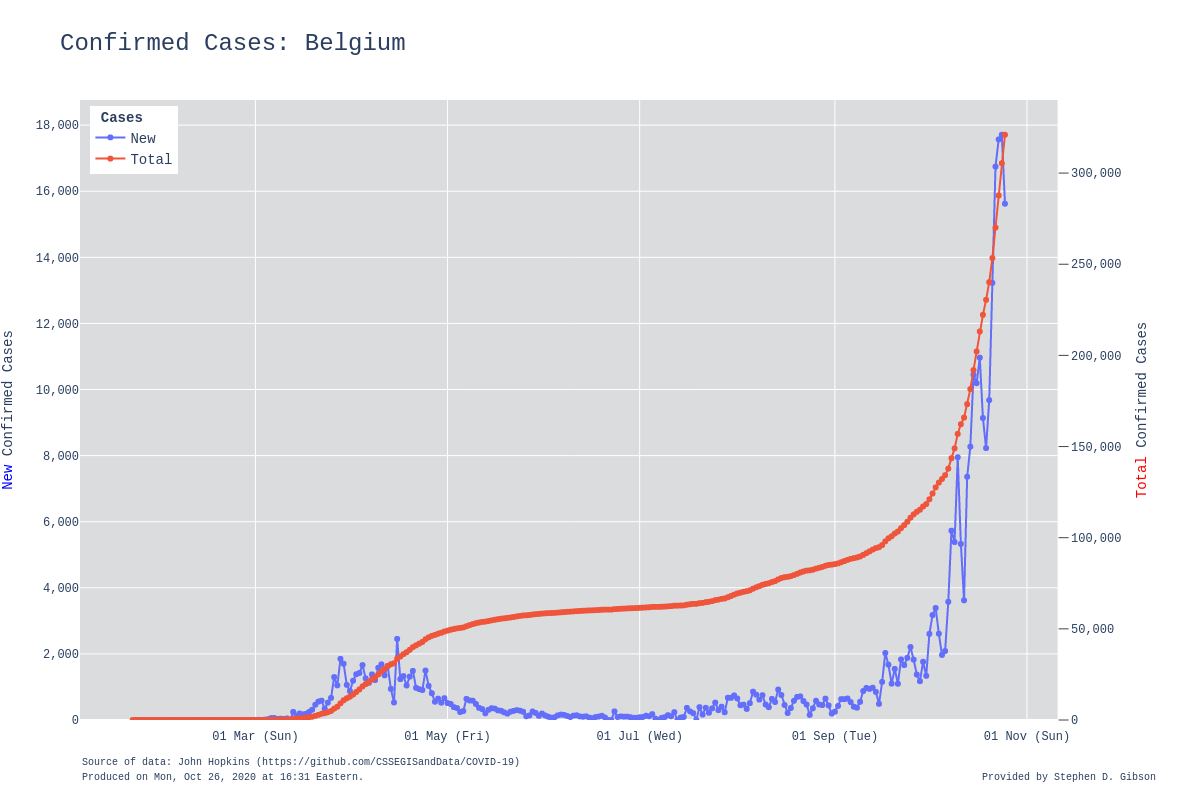 Confirmed Cases: Belgium
Cases
New
Total
18,000
16,000
14,000
12,000
10,000
8,000
6,000
4,000
2,000
0
New Confirmed Cases
300,000
250,000
200,000
150,000
100,000
50,000
0
Total Confirmed Cases
01 Mar (Sun) 01 May (Fri) 01 Jul (Wed) 01 Sep (Tue) 01 Nov (Sun)
Source of data: John Hopkins (https://github.com/CSSEGISandData/COVID-19)
Produced on Mon, Oct 26, 2020 at 16:31 Eastern.
Provided by Stephen D. Gibson